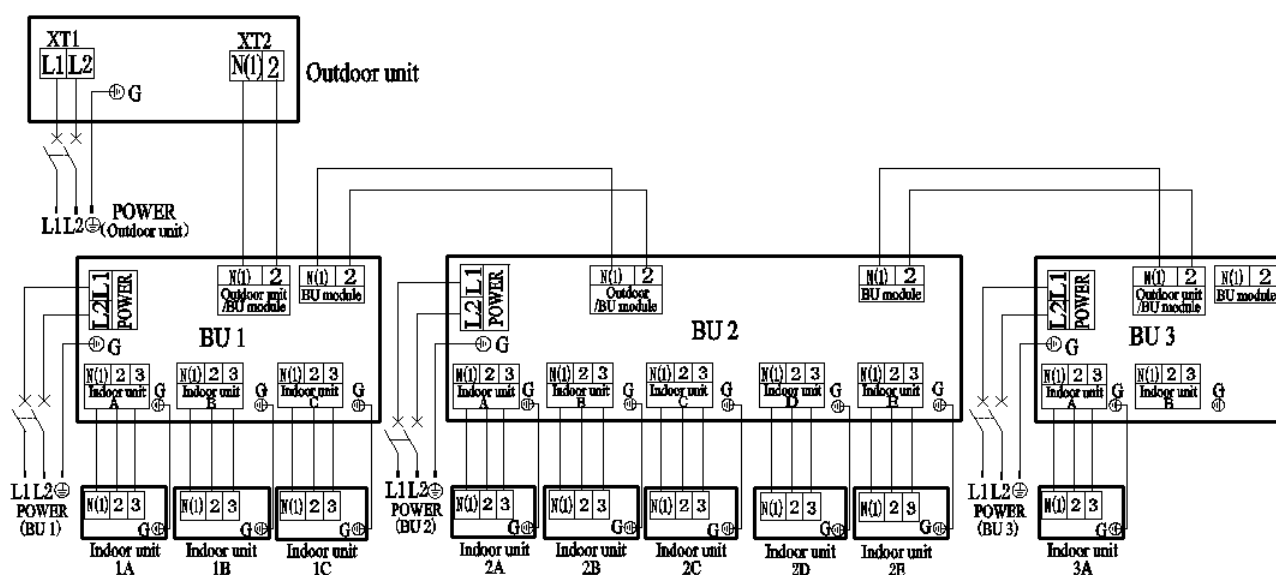 XT1
XT2
L1 L2
N(1) 2
G
Outdoor unit
L1 L2
POWER
(Outdoor unit)
L2 L1
POWER
N(1) 2
Outdoor unit
/BU module
N(1) 2
BU module
BU 1
G
N(1) 2 3
Indoor unit
A
G
N(1) 2 3
Indoor unit
B
G
N(1) 2 3
Indoor unit
C
G
L1 L2
POWER
(BU 1)
N(1) 2 3
G
Indoor unit
1A
N(1) 2 3
G
Indoor unit
1B
N(1) 2 3
G
Indoor unit
1C
L2 L1
POWER
N(1) 2
Outdoor
/BU module
N(1) 2
BU module
BU 2
G
N(1) 2 3
Indoor unit
A
G
N(1) 2 3
Indoor unit
B
G
N(1) 2 3
Indoor unit
C
G
N(1) 2 3
Indoor unit
D
G
N(1) 2 3
Indoor unit
E
G
L1 L2
POWER
(BU 2)
N(1) 2 3
G
Indoor unit
2A
N(1) 2 3
G
Indoor unit
2B
N(1) 2 3
G
Indoor unit
2C
N(1) 2 3
G
Indoor unit
2D
N(1) 2 3
G
Indoor unit
2E
L2 L1
POWER
N(1) 2
Outdoor unit
/BU module
N(1) 2
BU module
BU 3
G
N(1) 2 3
Indoor unit
A
G
N(1) 2 3
Indoor unit
B
G
L1 L2
POWER
(BU 3)
N(1) 2 3
G
Indoor unit
3A